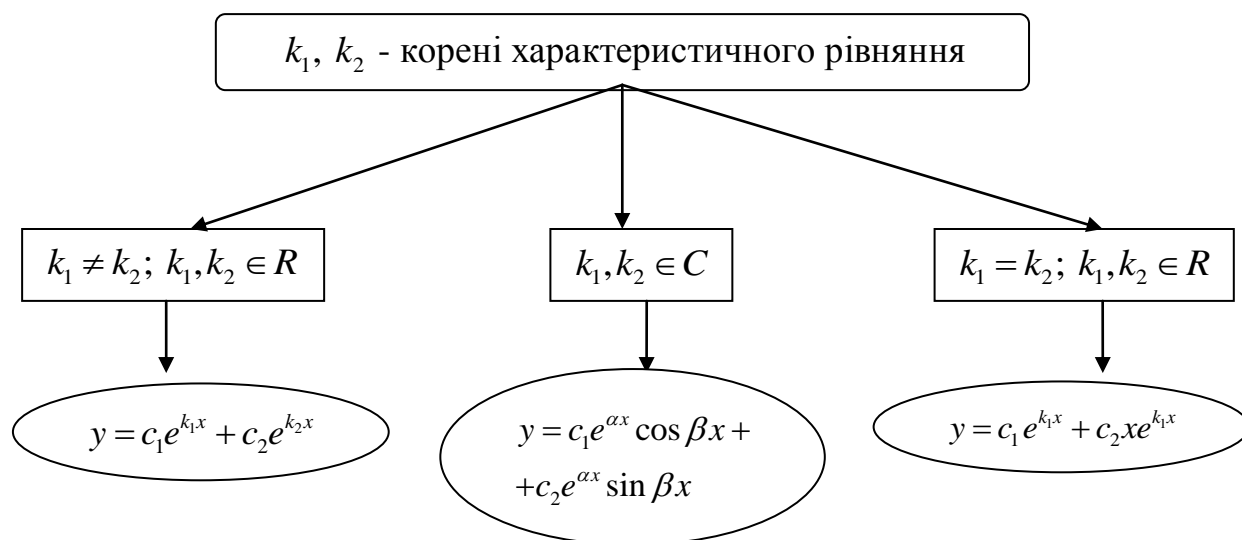 k₁, k₂ - корені характеристичного рівняння
k₁ ≠ k₂; k₁, k₂ ∈ R
k₁, k₂ ∈ C
k₁ = k₂; k₁, k₂ ∈ R
y = c₁e^{k₁x} + c₂e^{k₂x}
y = c₁e^{αx} cos βx +
+c₂e^{αx} sin βx
y = c₁e^{k₁x} + c₂xe^{k₁x}